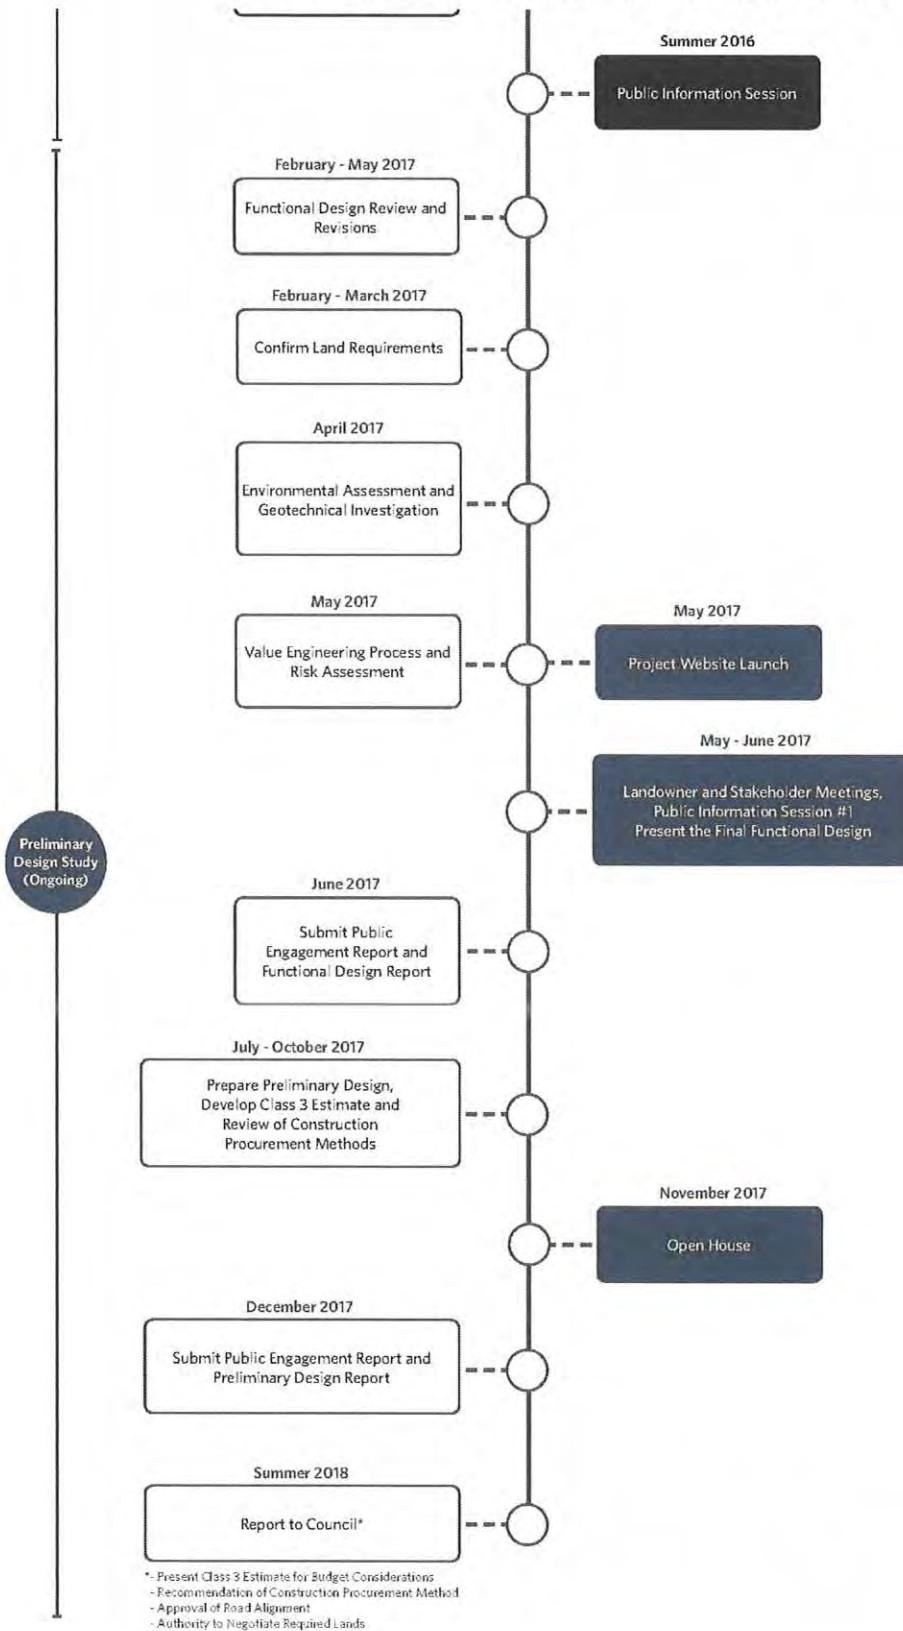 Summer 2016
Public Information Session
February - May 2017
Functional Design Review and
Revisions
February - March 2017
Confirm Land Requirements
April 2017
Environmental Assessment and
Geotechnical Investigation
May 2017
Value Engineering Process and
Risk Assessment
May 2017
Project Website Launch
May - June 2017
Landowner and Stakeholder Meetings,
Public Information Session #1
Present the Final Functional Design
Preliminary
Design Study
(Ongoing)
June 2017
Submit Public
Engagement Report and
Functional Design Report
July - October 2017
Prepare Preliminary Design,
Develop Class 3 Estimate and
Review of Construction
Procurement Methods
November 2017
Open House
December 2017
Submit Public Engagement Report and
Preliminary Design Report
Summer 2018
Report to Council*
*- Present Class 3 Estimate for Budget Considerations
- Recommendation of Construction Procurement Method
- Approval of Road Alignment
- Authority to Negotiate Required Lands